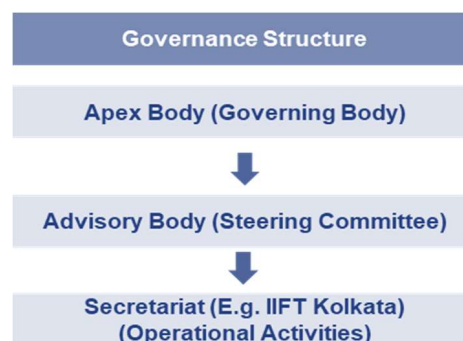 Governance Structure
Apex Body (Governing Body)
Advisory Body (Steering Committee)
Secretariat (E.g. IIFT Kolkata)
(Operational Activities)